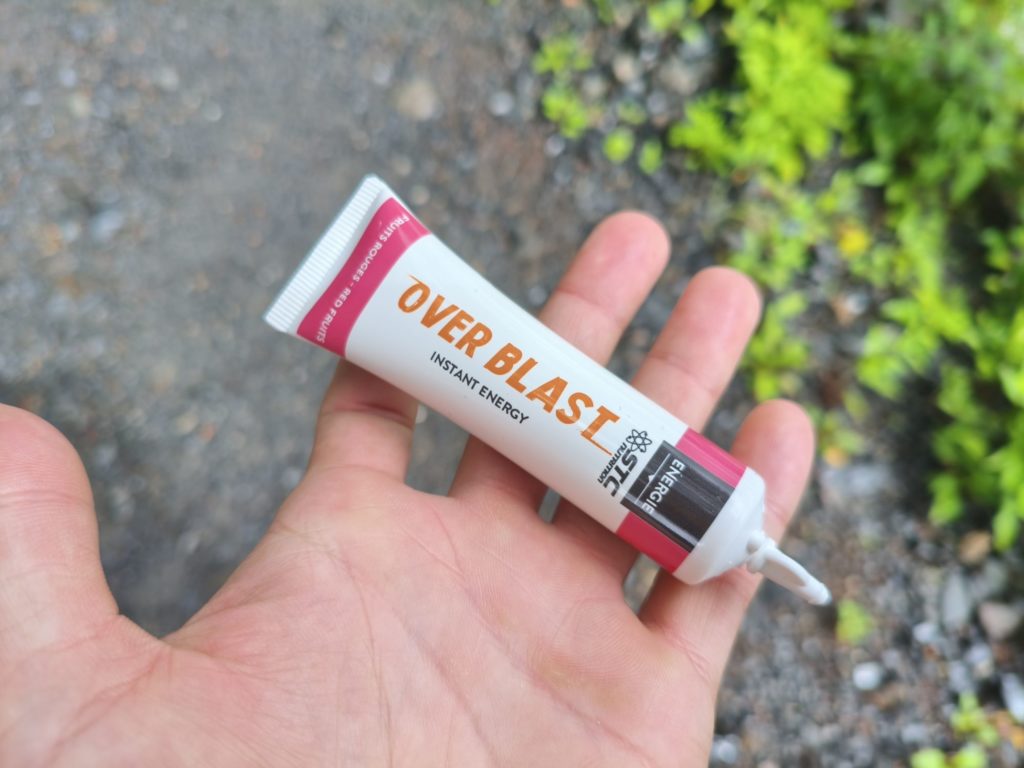 FRUITS ROUGES - RED FRUITS
OVER BLAST
INSTANT ENERGY
STC
nutrition
ENERGIE